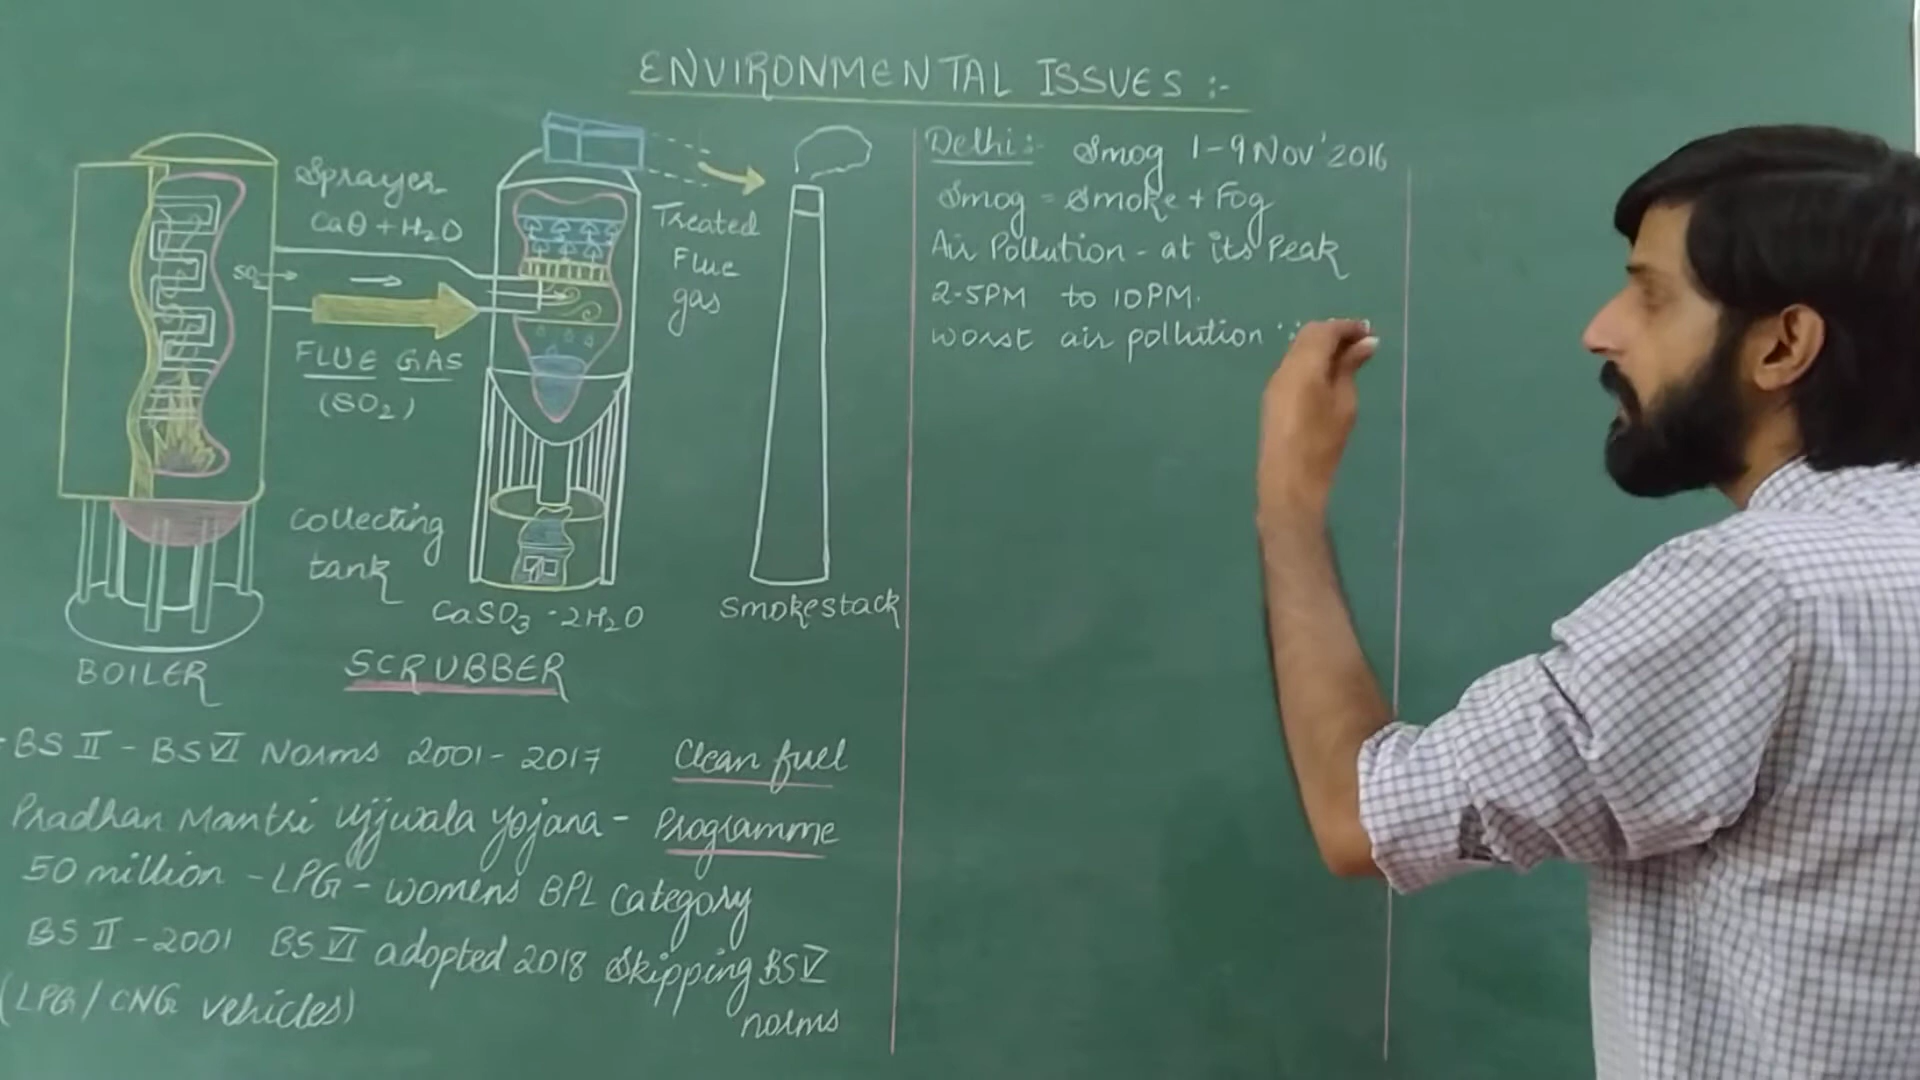 ENVIRONMENTAL ISSUES :-
Sprayer
CaO + H2O
SO2
FLUE GAS
(SO2)
Collecting
tank
Treated
Flue
gas
CaSO3 · 2H2O
Smokestack
BOILER
SCRUBBER
- BS II - BS VI Norms 2001 - 2017
Clean fuel
Pradhan Mantri Ujjwala yojana - Programme
50 million - LPG - womens BPL Category
BS II - 2001 BS VI adopted 2018 Skipping BS V
norms
(LPG / CNG vehicles)
Delhi :- Smog 1-9 Nov' 2016
Smog = Smoke + Fog
Air Pollution - at its Peak
2-5PM to 10PM.
worst air pollution